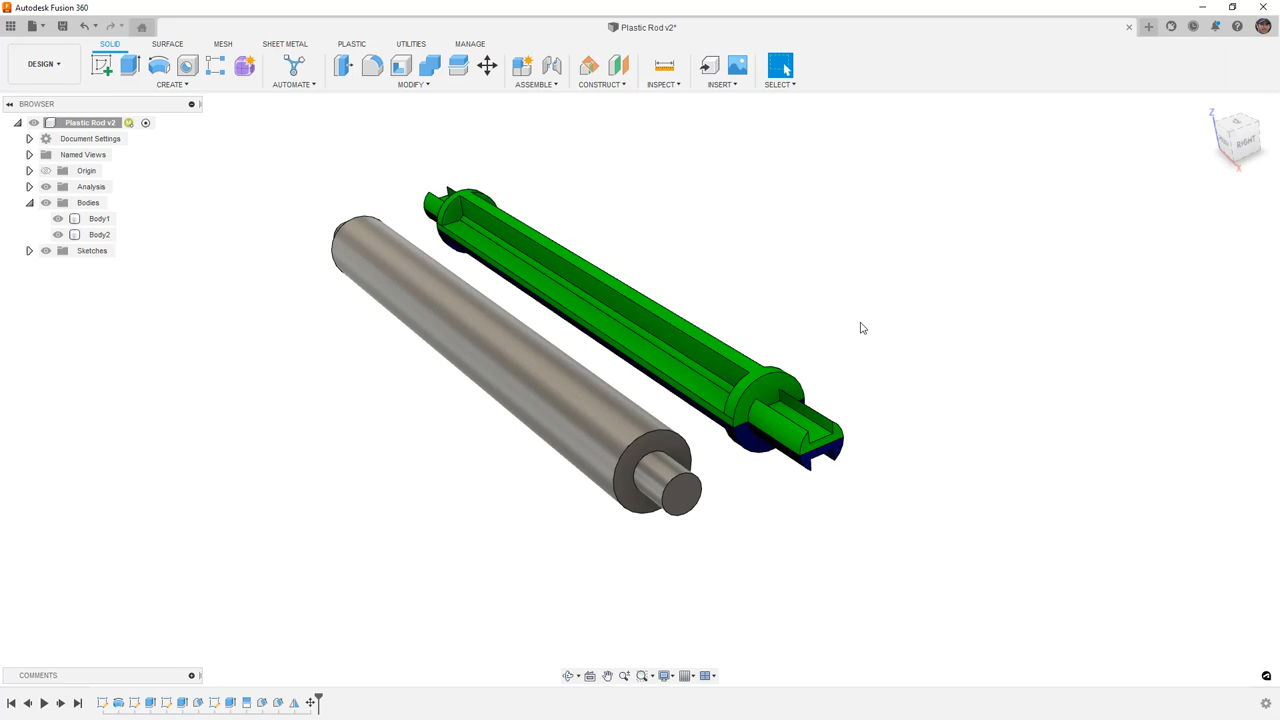 Autodesk Fusion 360
Plastic Rod v2*
DESIGN
SOLID SURFACE MESH SHEET METAL PLASTIC UTILITIES MANAGE
CREATE AUTOMATE MODIFY ASSEMBLE CONSTRUCT INSPECT INSERT SELECT
BROWSER
Plastic Rod v2
Document Settings
Named Views
Origin
Analysis
Bodies
Body1
Body2
Sketches
Z
RIGHT
X
COMMENTS